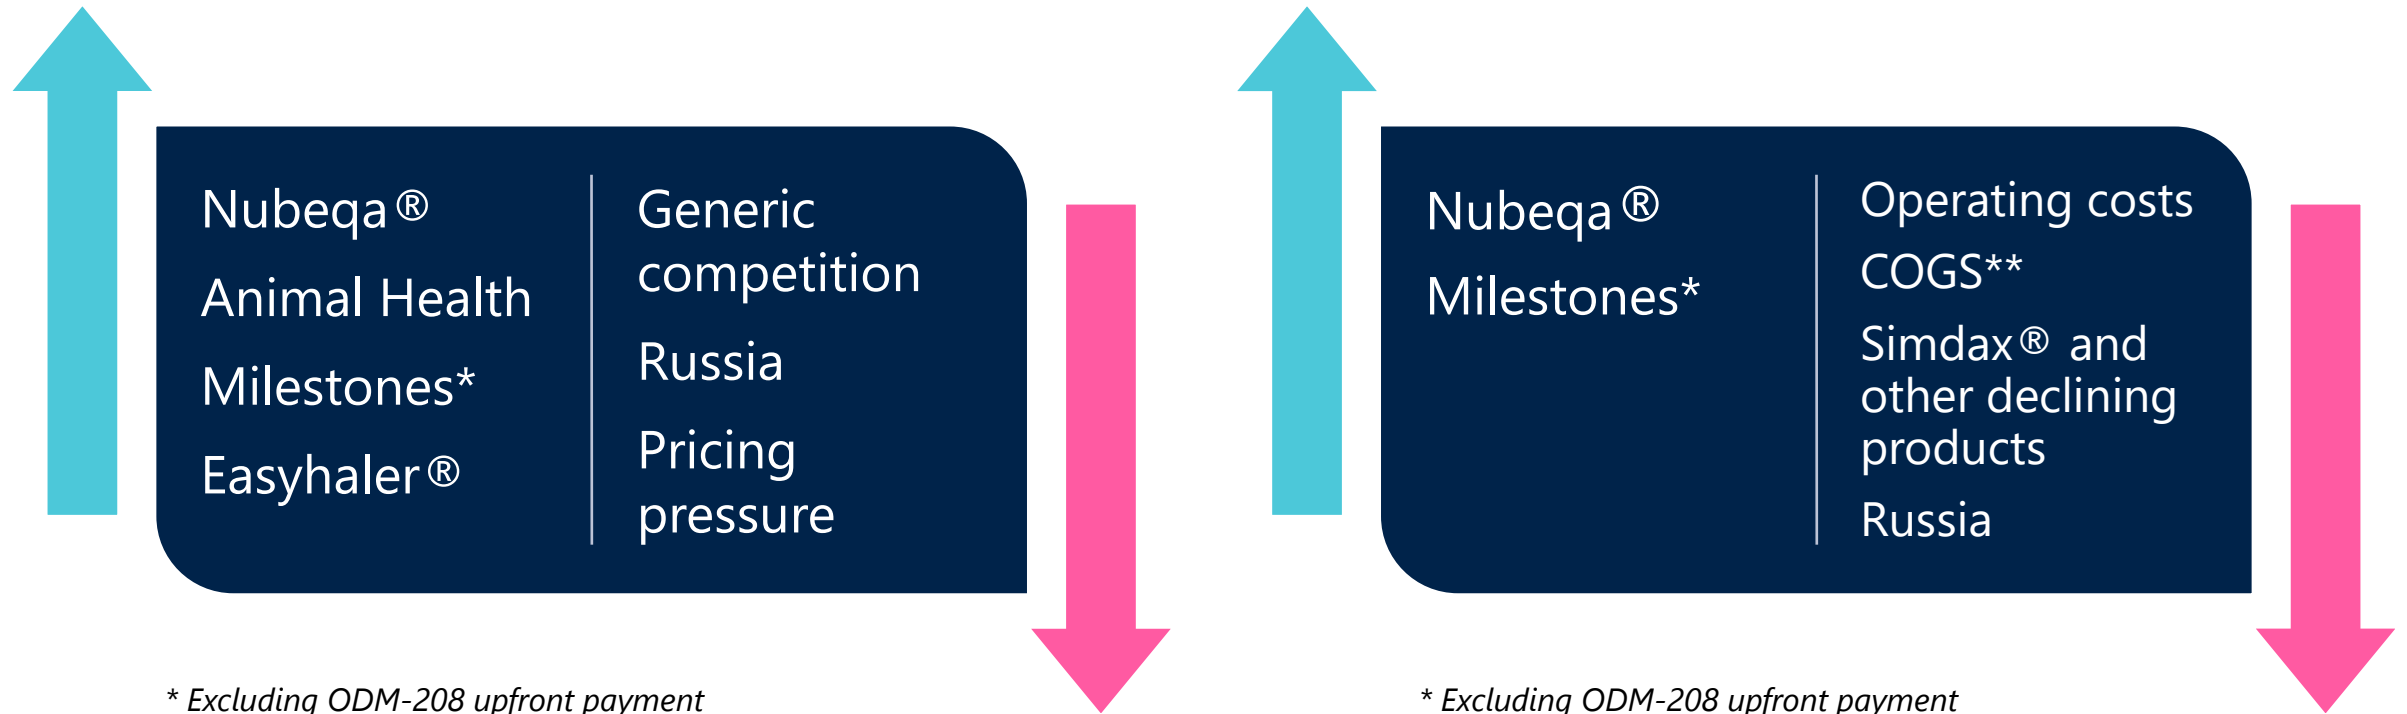 Nubeqa®
Animal Health
Milestones*
Easyhaler®
Generic
competition
Russia
Pricing
pressure
* Excluding ODM-208 upfront payment
Nubeqa®
Milestones*
Operating costs
COGS**
Simdax® and
other declining
products
Russia
* Excluding ODM-208 upfront payment